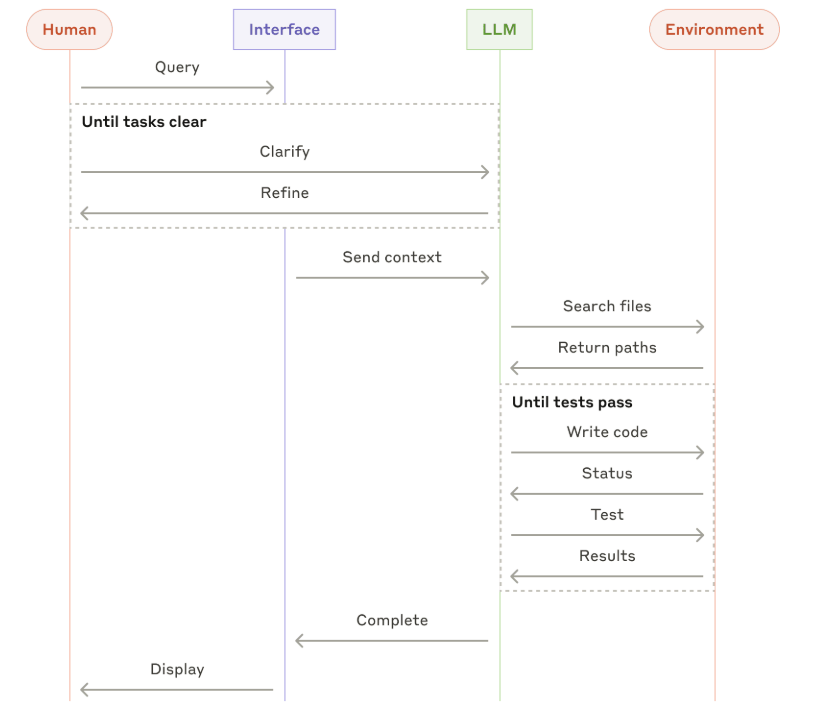 Human
Interface
LLM
Environment
Query
Until tasks clear
Clarify
Refine
Send context
Search files
Return paths
Until tests pass
Write code
Status
Test
Results
Complete
Display